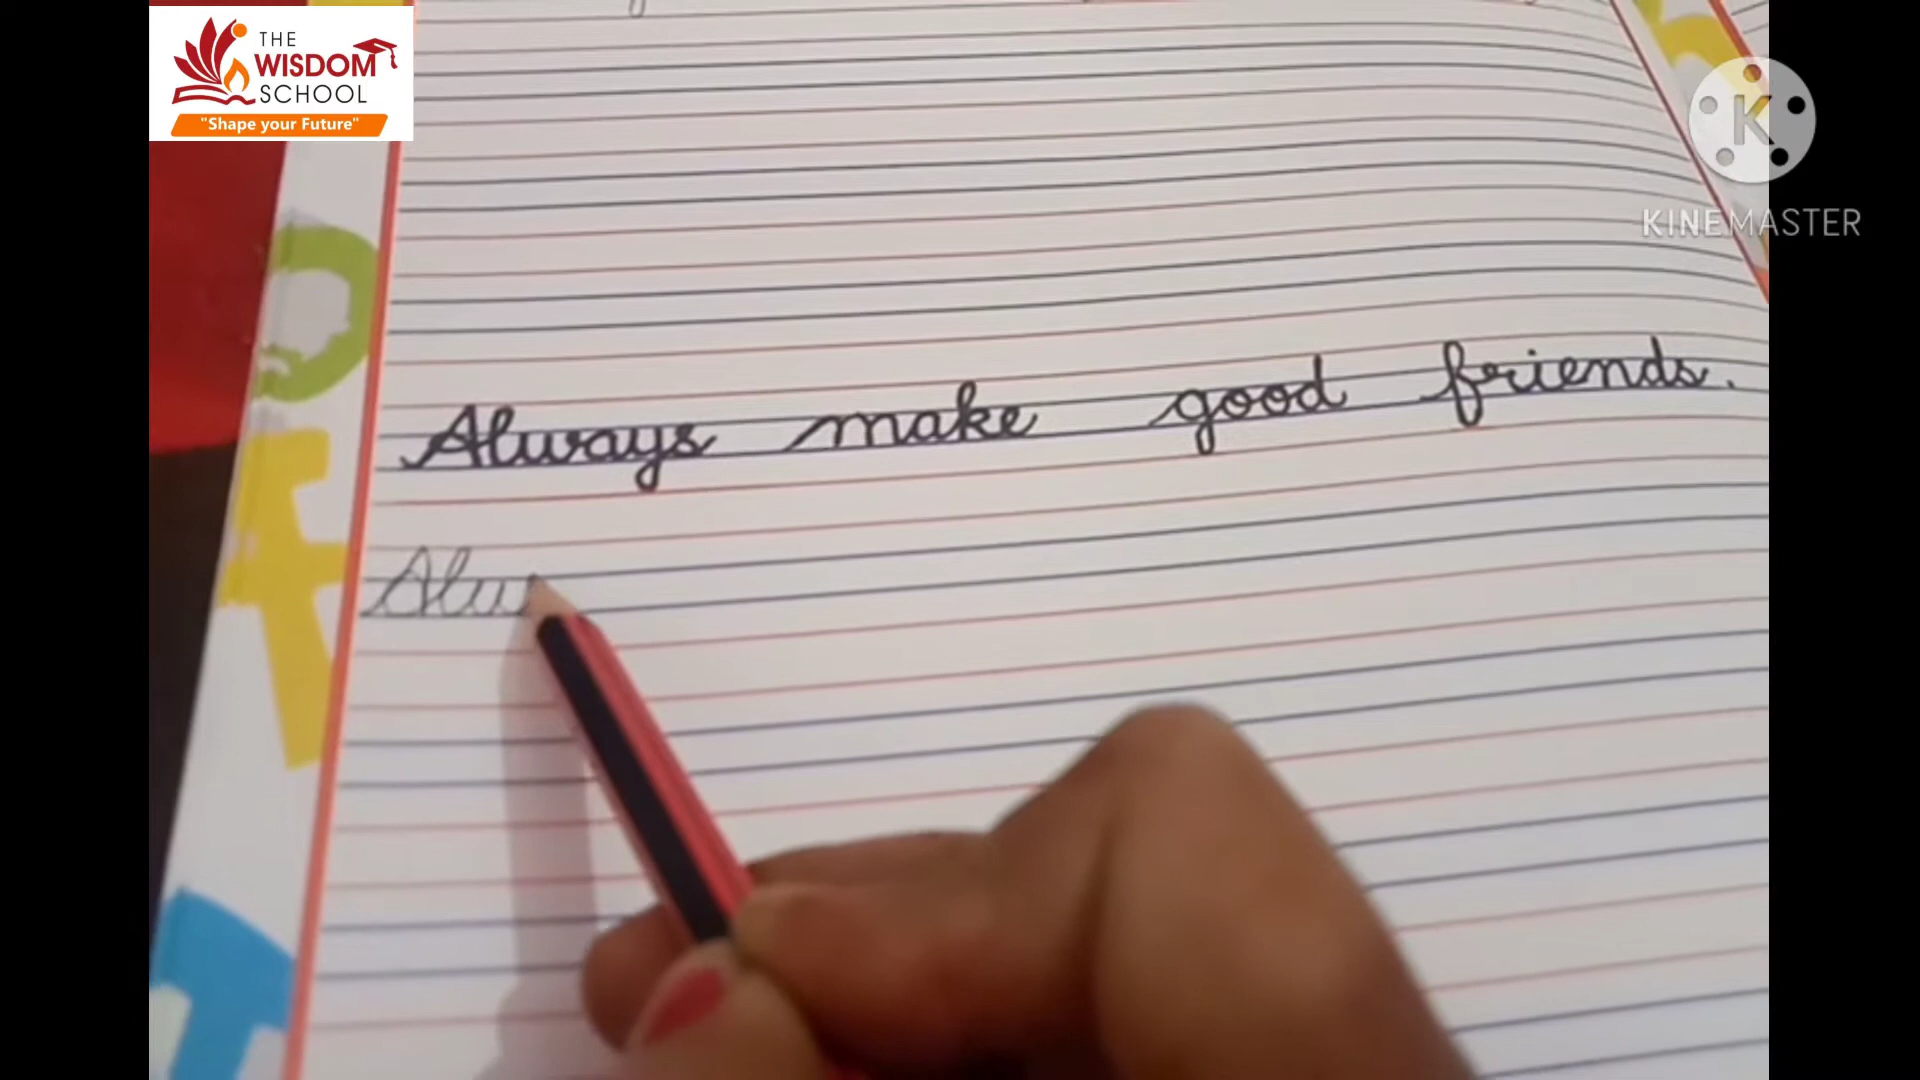 THE
WISDOM
SCHOOL
"Shape your Future"
K
KINEMASTER
Always make good friends.
Alw